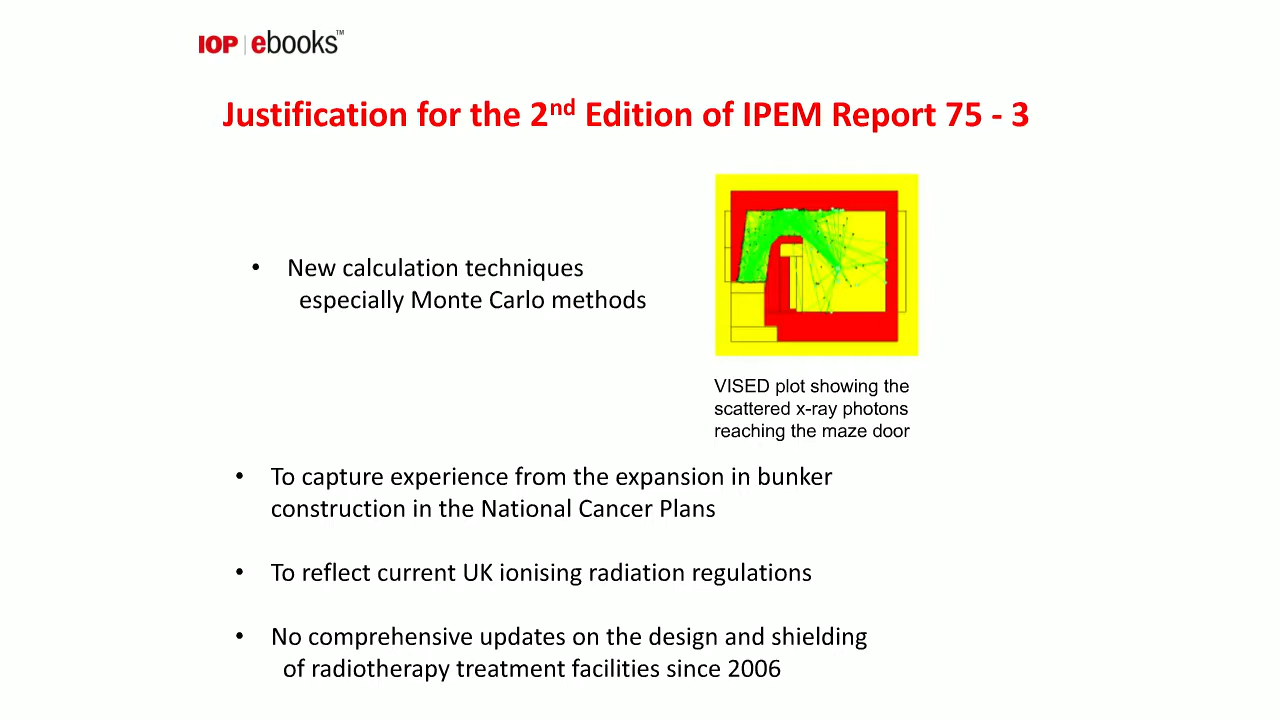 IOP | ebooks™
Justification for the 2nd Edition of IPEM Report 75 - 3
• New calculation techniques
especially Monte Carlo methods
VISED plot showing the
scattered x-ray photons
reaching the maze door
• To capture experience from the expansion in bunker
construction in the National Cancer Plans
• To reflect current UK ionising radiation regulations
• No comprehensive updates on the design and shielding
of radiotherapy treatment facilities since 2006